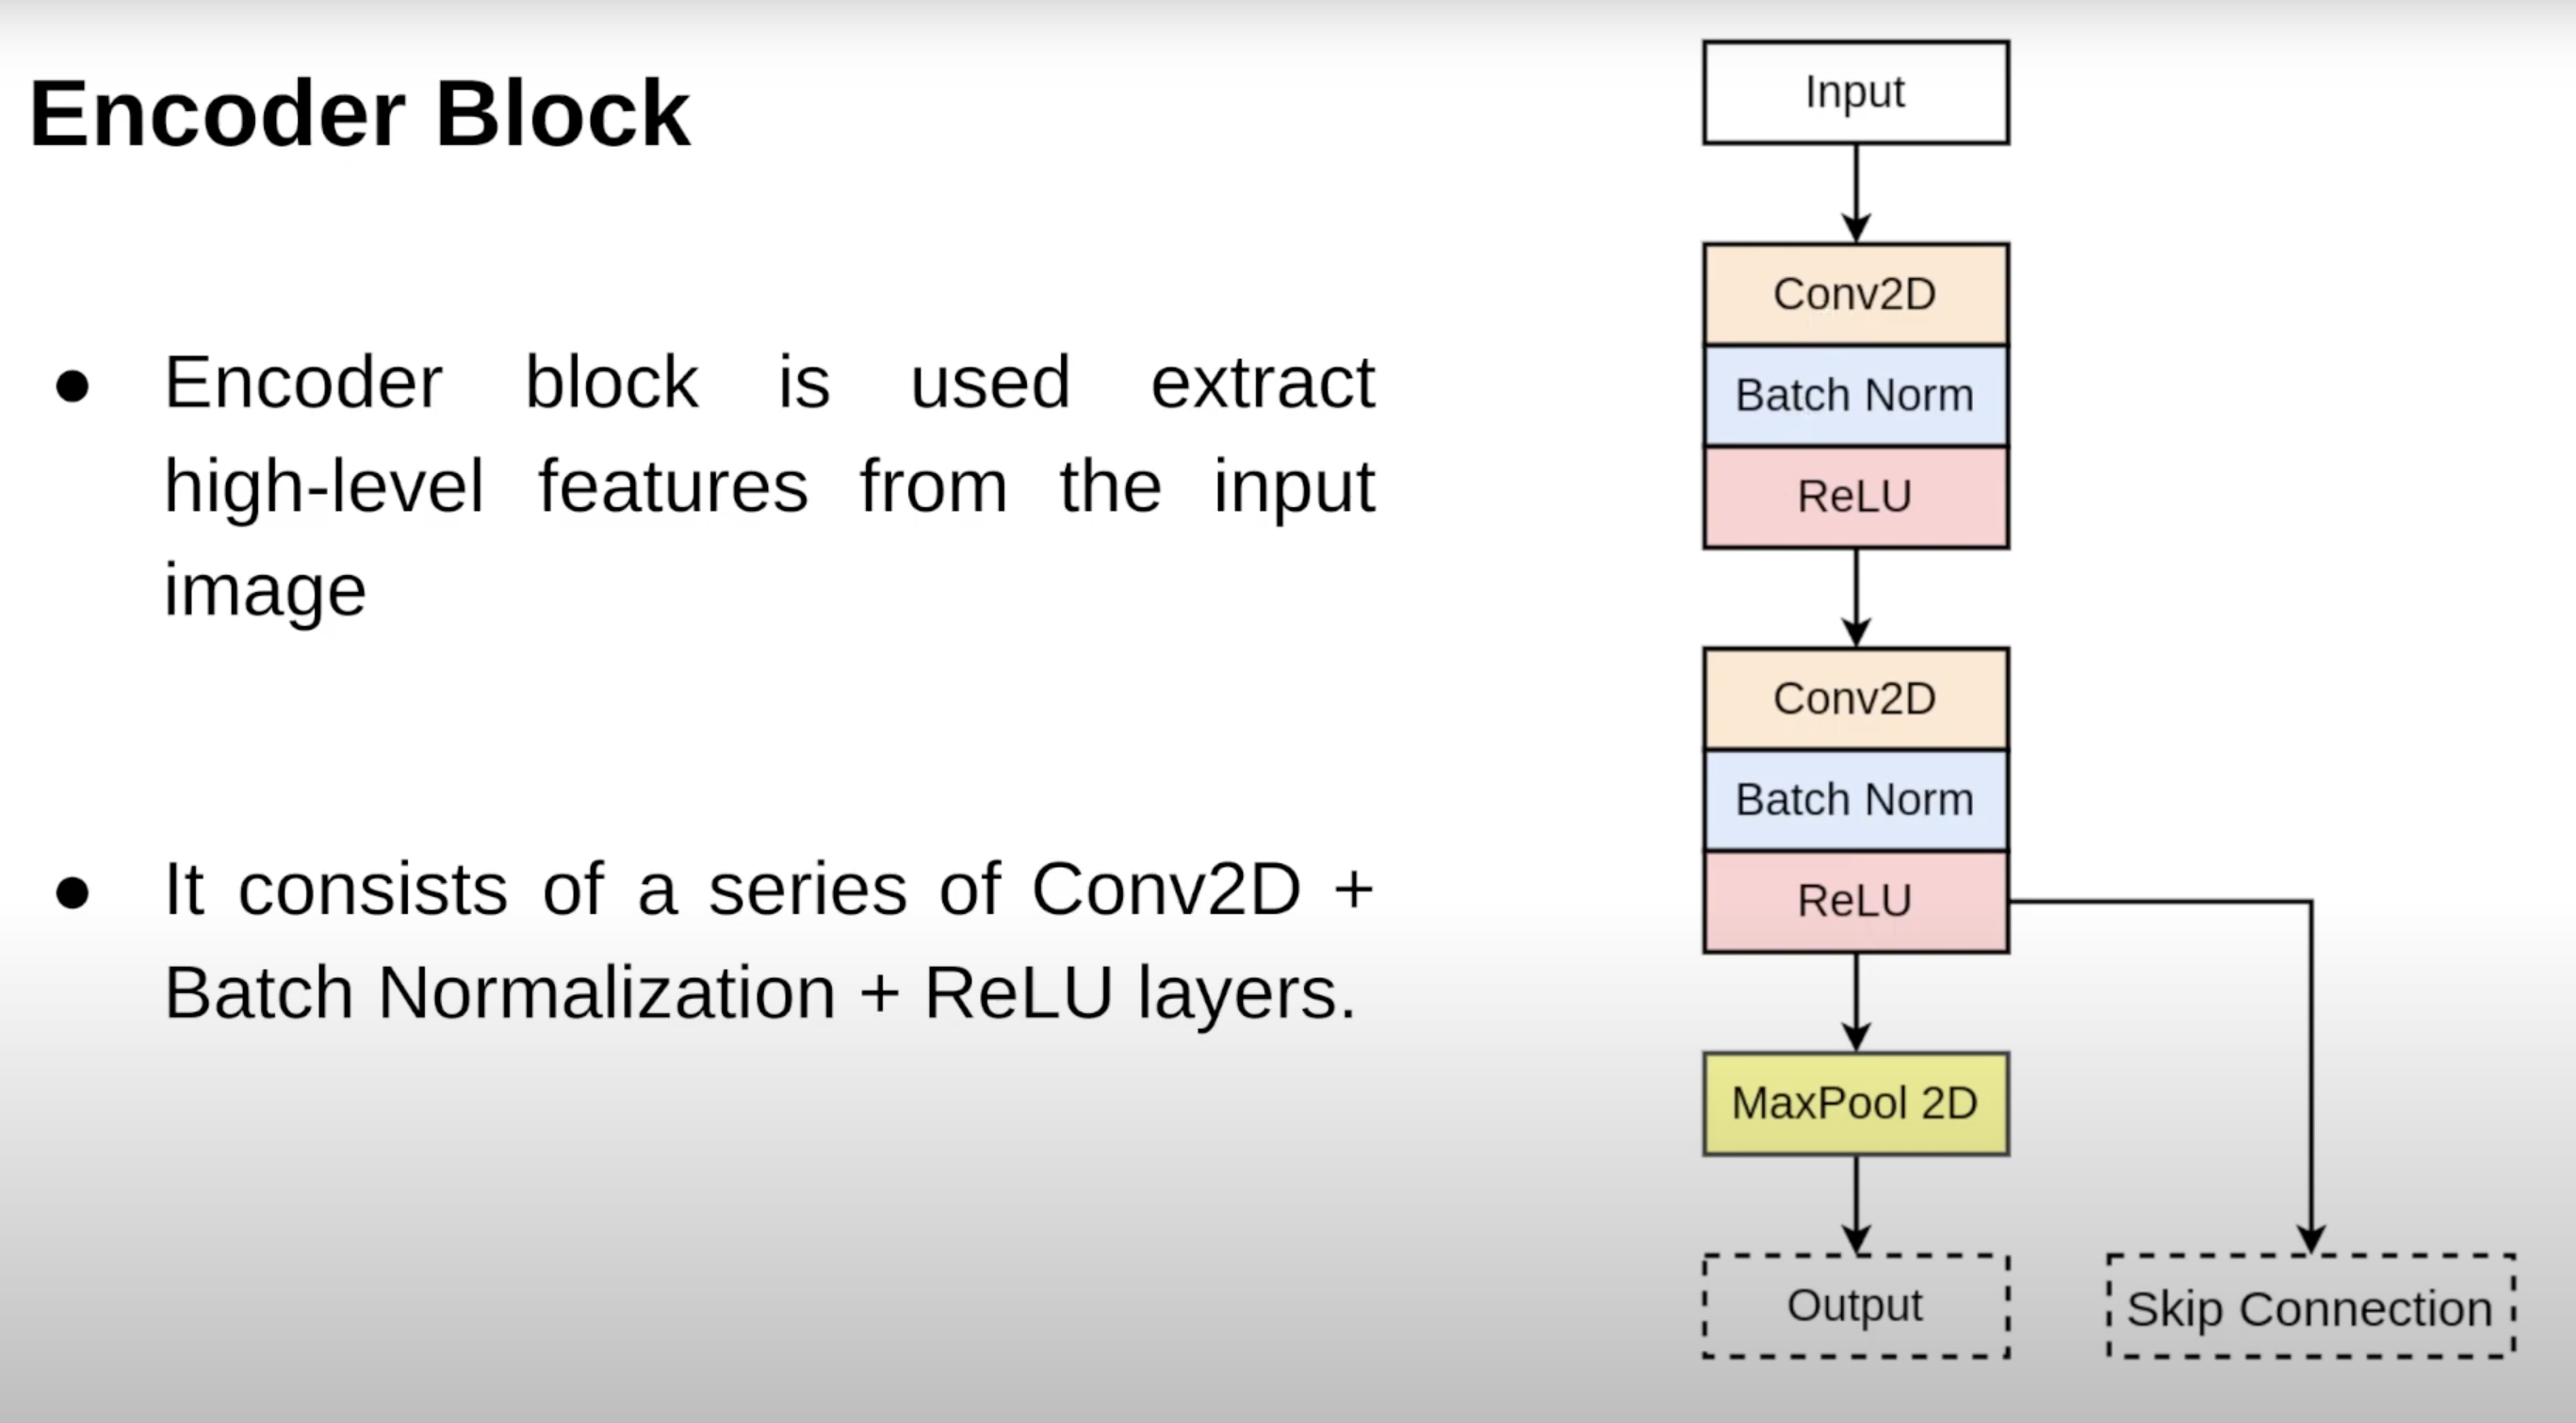 Encoder Block
● Encoder block is used extract
high-level features from the input
image
● It consists of a series of Conv2D +
Batch Normalization + ReLU layers.
Input
Conv2D
Batch Norm
ReLU
Conv2D
Batch Norm
ReLU
MaxPool 2D
Output
Skip Connection